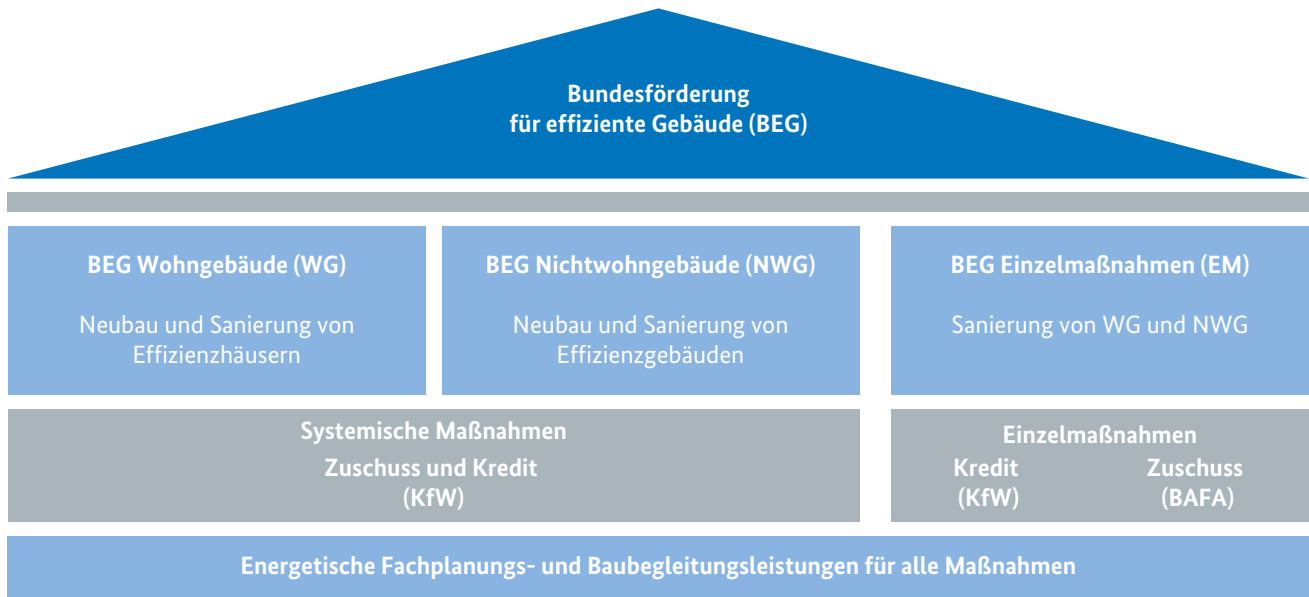 Bundesförderung
für effiziente Gebäude (BEG)
BEG Wohngebäude (WG)
Neubau und Sanierung von
Effizienzhäusern
BEG Nichtwohngebäude (NWG)
Neubau und Sanierung von
Effizienzgebäuden
BEG Einzelmaßnahmen (EM)
Sanierung von WG und NWG
Systemische Maßnahmen
Zuschuss und Kredit
(KfW)
Einzelmaßnahmen
Kredit
(KfW)
Zuschuss
(BAFA)
Energetische Fachplanungs- und Baubegleitungsleistungen für alle Maßnahmen